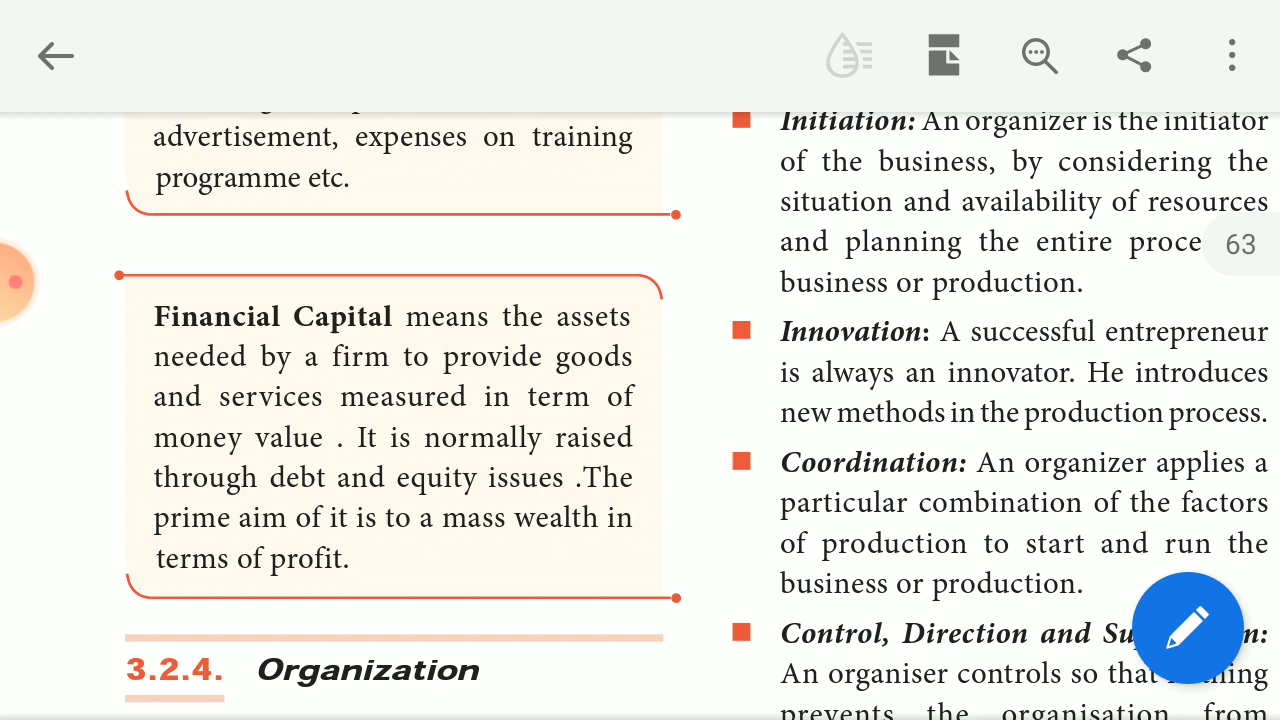 advertisement, expenses on training
programme etc.
Financial Capital means the assets
needed by a firm to provide goods
and services measured in term of
money value . It is normally raised
through debt and equity issues .The
prime aim of it is to a mass wealth in
terms of profit.
3.2.4. Organization
Initiation: An organizer is the initiator
of the business, by considering the
situation and availability of resources
and planning the entire
business or production.
Innovation: A successful entrepreneur
is always an innovator. He introduces
new methods in the production process.
Coordination: An organizer applies a
particular combination of the factors
of production to start and run the
business or production.
Control, Direction and
An organiser controls so that
prevents the organisation from
63